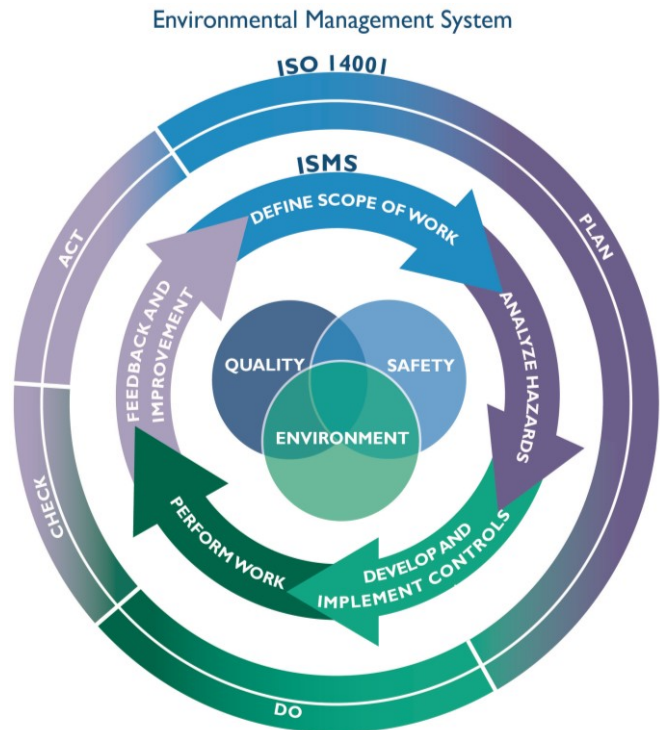 Environmental Management System
ISO 14001
ISMS
DEFINE SCOPE OF WORK
ANALYZE HAZARDS
DEVELOP AND
IMPLEMENT CONTROLS
PERFORM WORK
FEEDBACK AND
IMPROVEMENT
QUALITY
SAFETY
ENVIRONMENT
PLAN
DO
CHECK
ACT